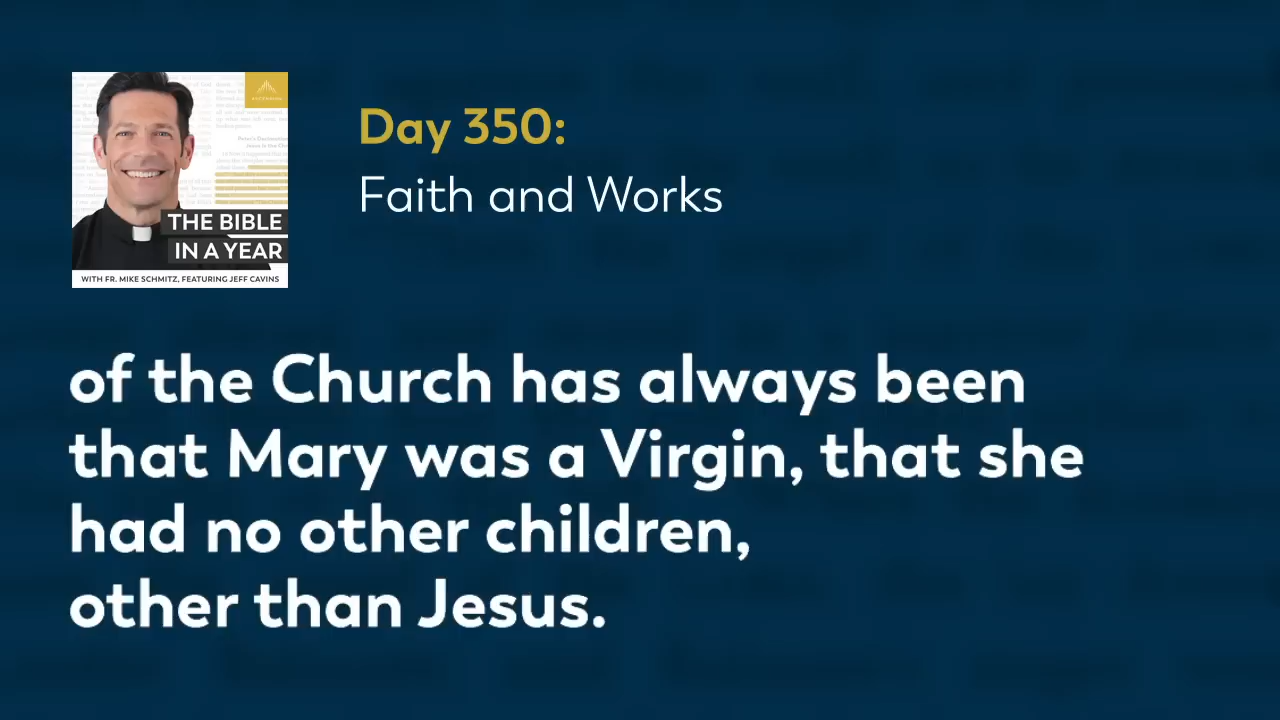 ASCENSION
THE BIBLE
IN A YEAR
WITH FR. MIKE SCHMITZ, FEATURING JEFF CAVINS
Day 350:
Faith and Works
of the Church has always been
that Mary was a Virgin, that she
had no other children,
other than Jesus.